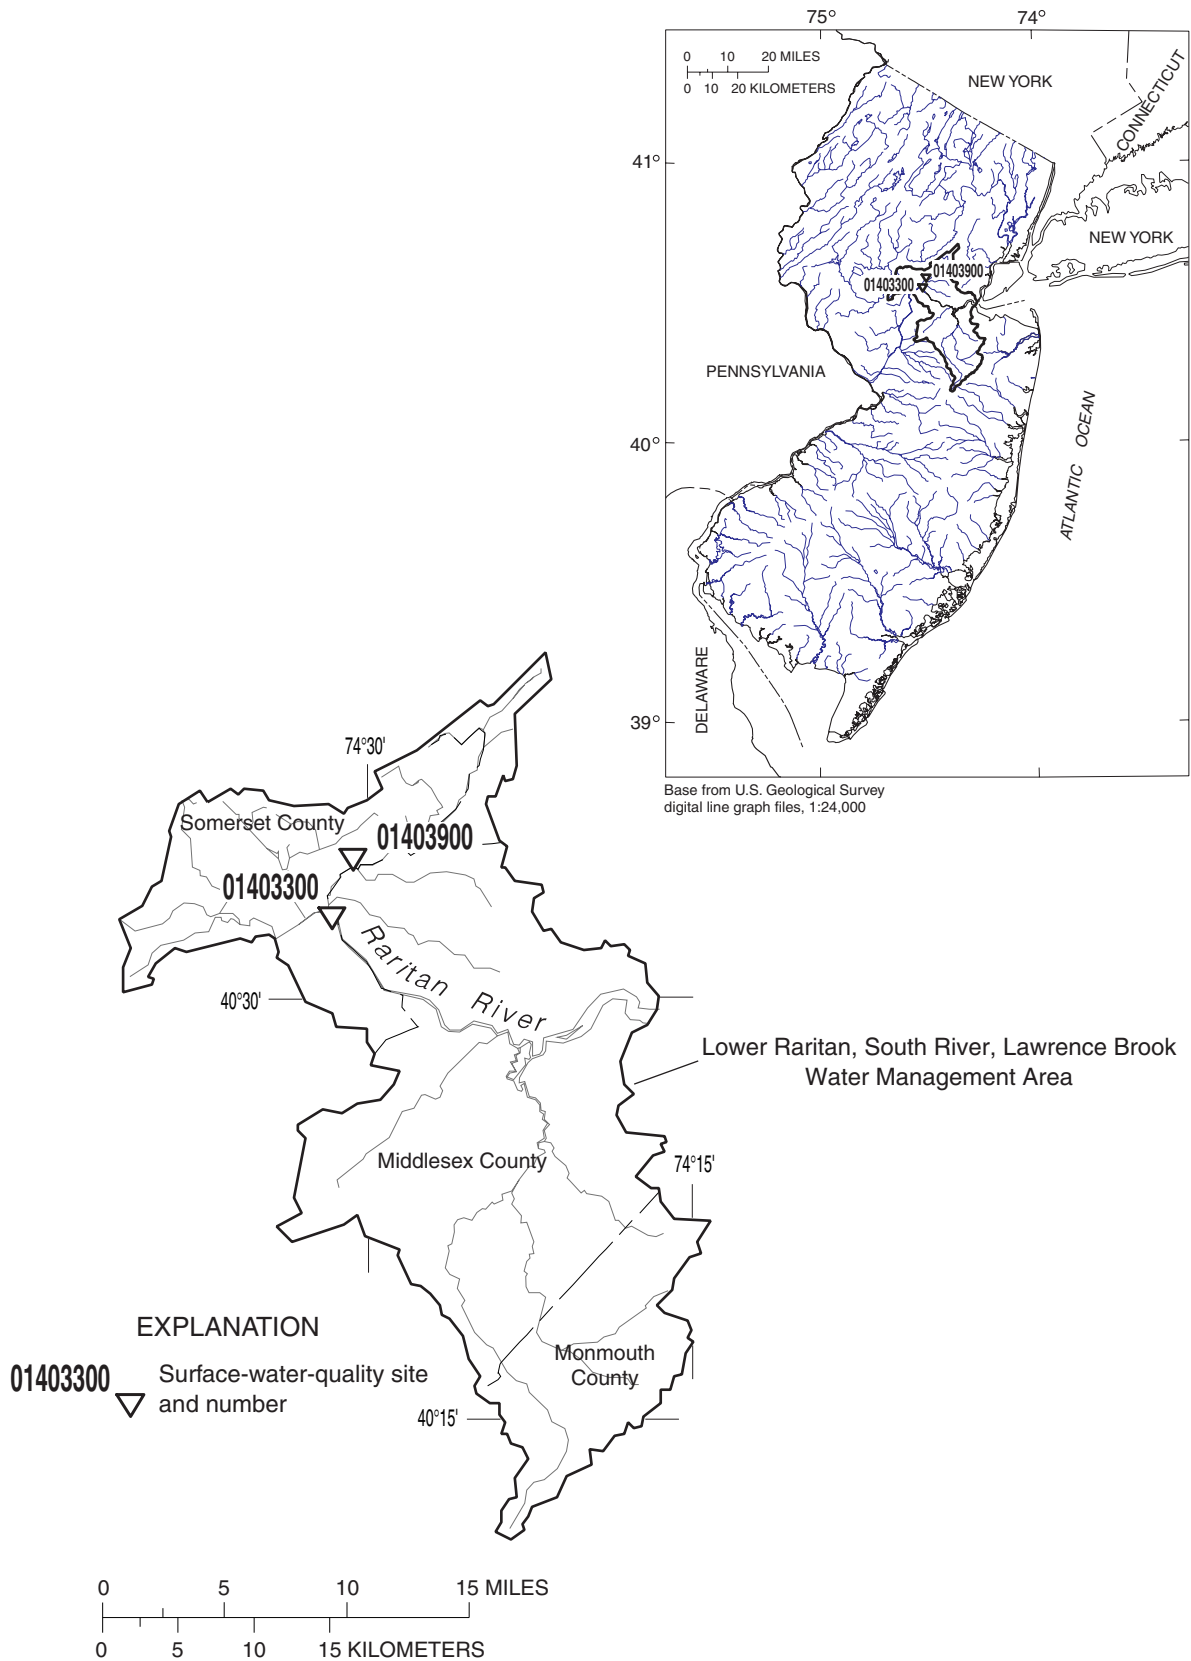 75° 74°
0 10 20 MILES
0 10 20 KILOMETERS
NEW YORK
CONNECTICUT
41°
NEW YORK
01403900
01403300
PENNSYLVANIA
ATLANTIC OCEAN
40°
DELAWARE
39°
Base from U.S. Geological Survey
digital line graph files, 1:24,000
74°30'
Somerset County
01403900
01403300
Raritan River
40°30'
Lower Raritan, South River, Lawrence Brook
Water Management Area
Middlesex County
74°15'
EXPLANATION
01403300
Surface-water-quality site
and number
Monmouth
County
40°15'
0 5 10 15 MILES
0 5 10 15 KILOMETERS